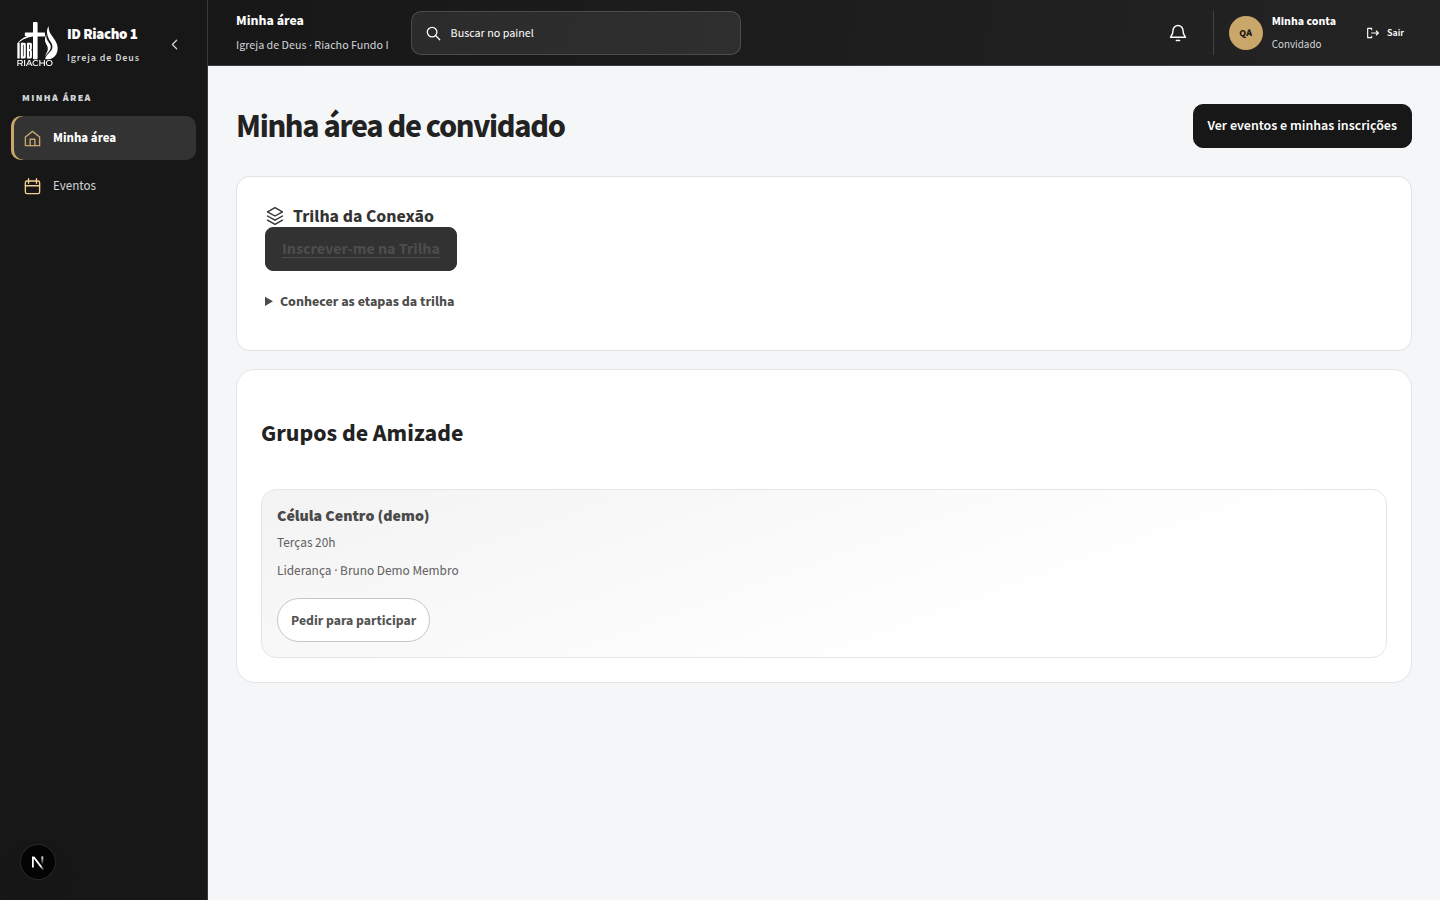 IDB
RIACHO
ID Riacho 1
Igreja de Deus
MINHA ÁREA
Minha área
Eventos
Minha área
Igreja de Deus · Riacho Fundo I
Buscar no painel
QA
Minha conta
Convidado
Sair
Minha área de convidado
Ver eventos e minhas inscrições
Trilha da Conexão
Inscrever-me na Trilha
Conhecer as etapas da trilha
Grupos de Amizade
Célula Centro (demo)
Terças 20h
Liderança · Bruno Demo Membro
Pedir para participar
N